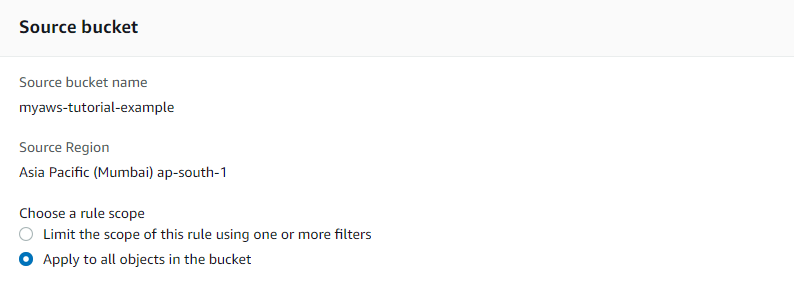 Source bucket
Source bucket name
myaws-tutorial-example
Source Region
Asia Pacific (Mumbai) ap-south-1
Choose a rule scope
Limit the scope of this rule using one or more filters
Apply to all objects in the bucket